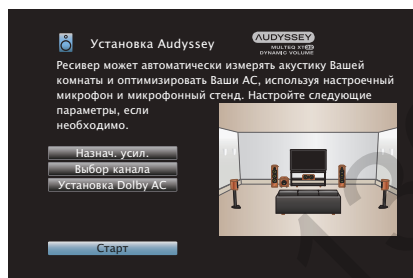 Установка Audyssey
AUDYSSEY
MULTEQ XT32
DYNAMIC VOLUME
Ресивер может автоматически измерять акустику Вашей
комнаты и оптимизировать Ваши АС, используя настроечный
микрофон и микрофонный стенд. Настройте следующие
параметры, если
необходимо.
Назнач. усил.
Выбор канала
Установка Dolby АС
Старт